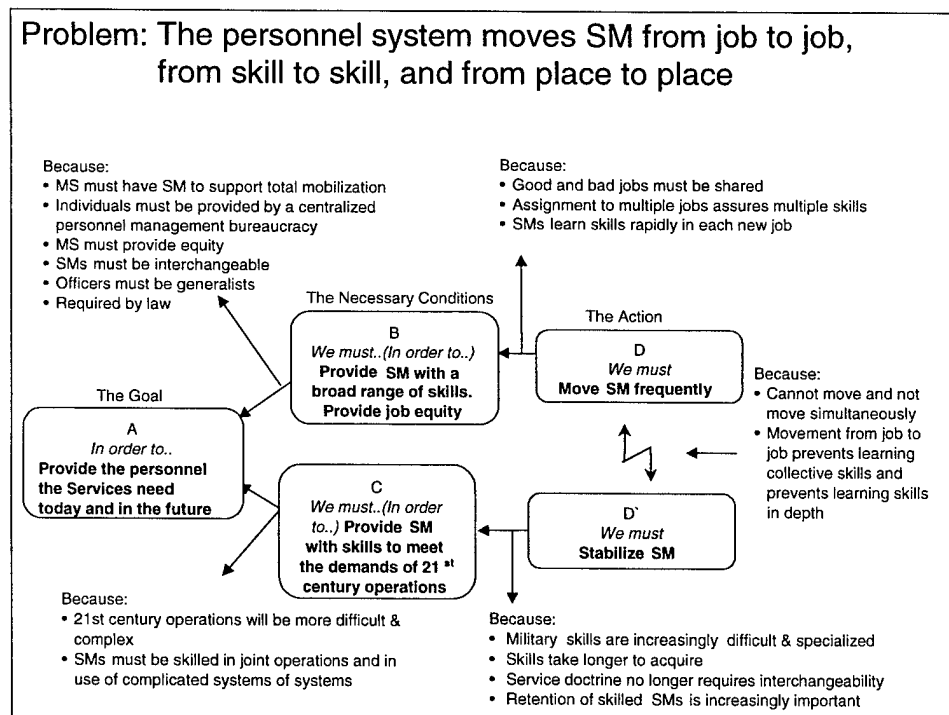 Problem: The personnel system moves SM from job to job,
from skill to skill, and from place to place
Because:
• MS must have SM to support total mobilization
• Individuals must be provided by a centralized
personnel management bureaucracy
• MS must provide equity
• SMs must be interchangeable
• Officers must be generalists
• Required by law
Because:
• Good and bad jobs must be shared
• Assignment to multiple jobs assures multiple skills
• SMs learn skills rapidly in each new job
The Necessary Conditions
B
We must..(In order to..)
Provide SM with a
broad range of skills.
Provide job equity
The Action
D
We must
Move SM frequently
Because:
• Cannot move and not
move simultaneously
• Movement from job to
job prevents learning
collective skills and
prevents learning skills
in depth
The Goal
A
In order to..
Provide the personnel
the Services need
today and in the future
C
We must..(In order
to..) Provide SM
with skills to meet
the demands of 21 st
century operations
D`
We must
Stabilize SM
Because:
• 21st century operations will be more difficult &
complex
• SMs must be skilled in joint operations and in
use of complicated systems of systems
Because:
• Military skills are increasingly difficult & specialized
• Skills take longer to acquire
• Service doctrine no longer requires interchangeability
• Retention of skilled SMs is increasingly important